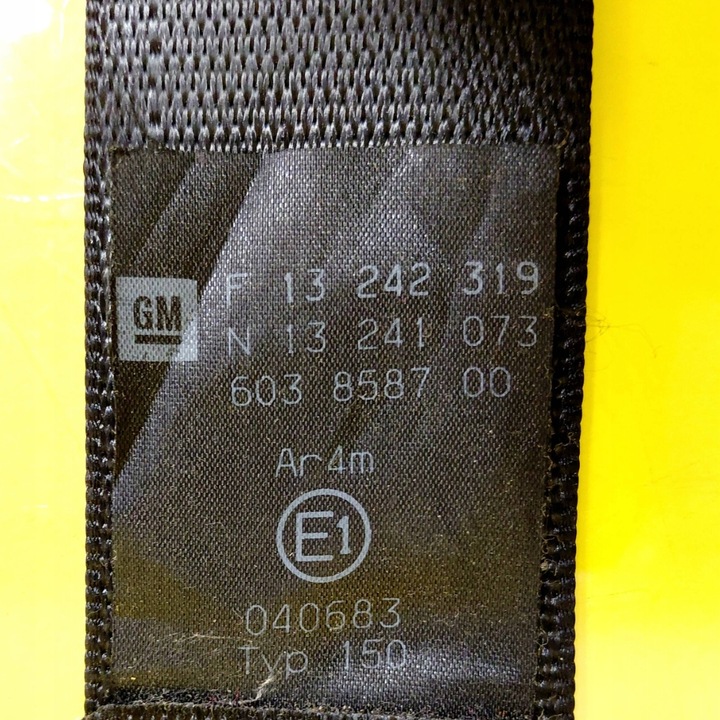 GM
F 13 242 319
N 13 241 073
603 8587 00
Ar4m
E1
040683
Typ 150